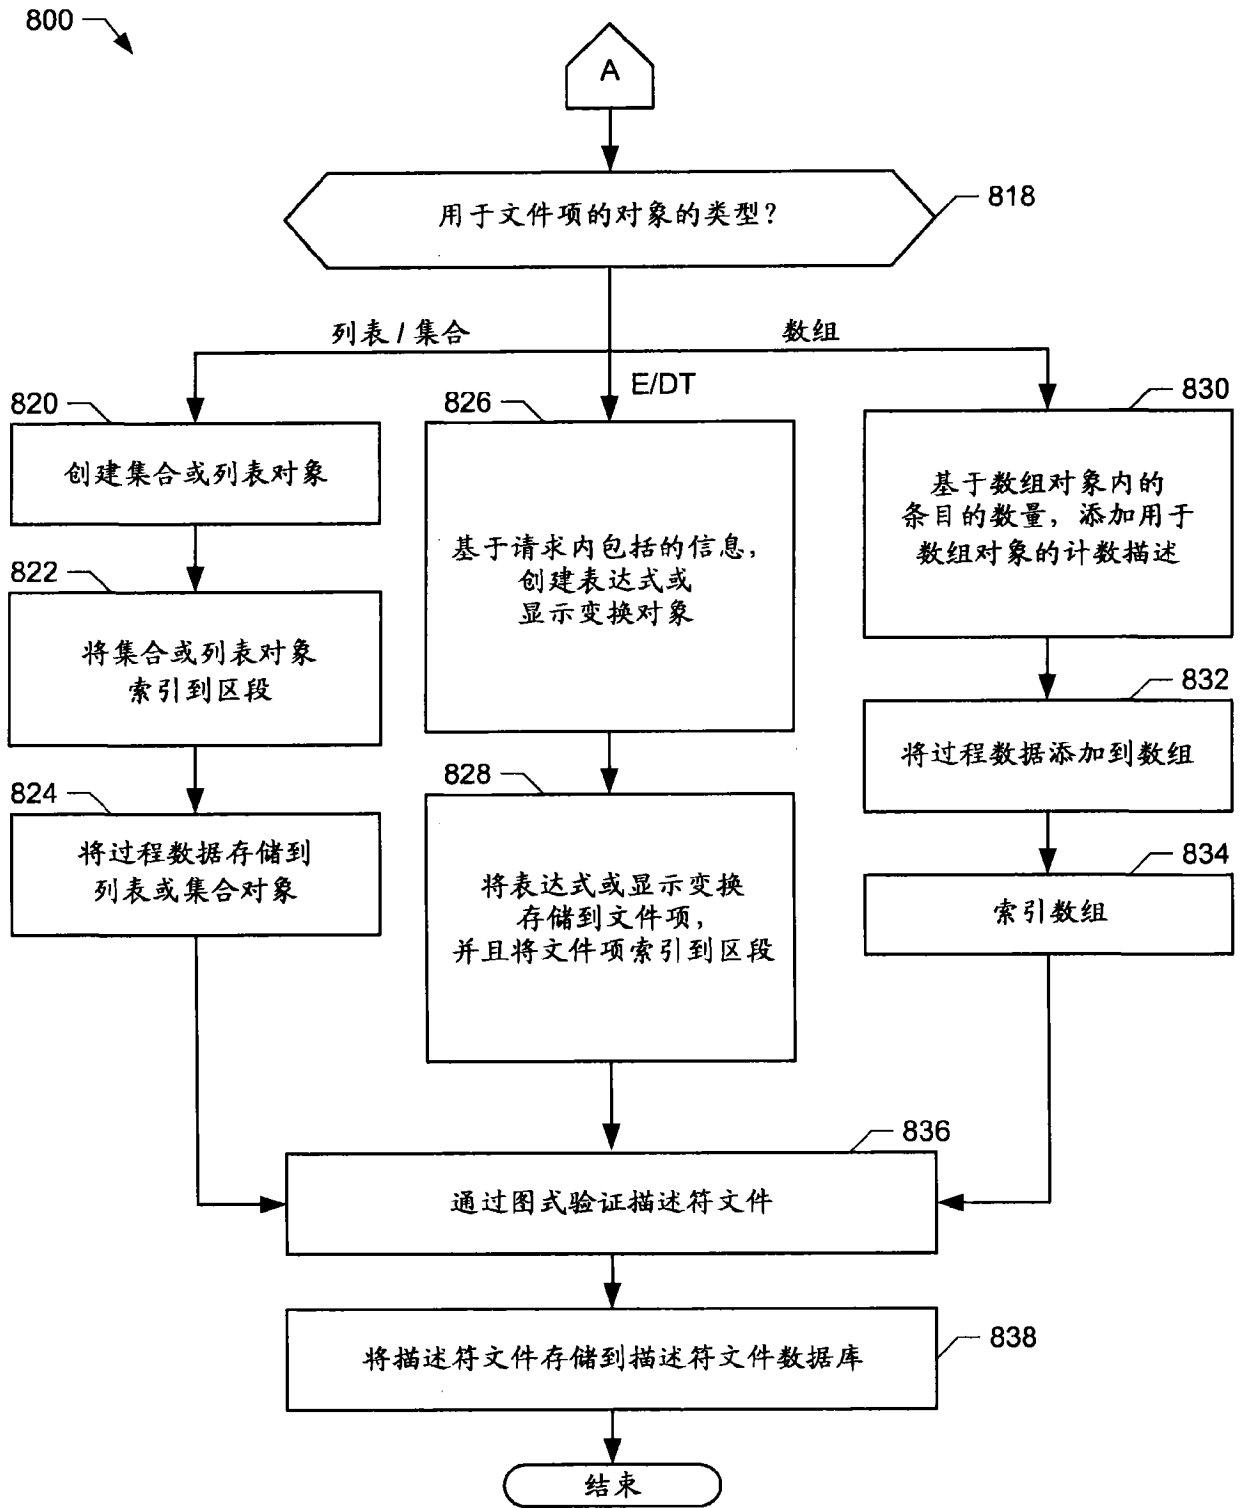 800
A
用于文件项的对象的类型?
818
列表 / 集合
数组
E/DT
820
创建集合或列表对象
822
将集合或列表对象
索引到区段
824
将过程数据存储到
列表或集合对象
826
基于请求内包括的信息，
创建表达式或
显示变换对象
828
将表达式或显示变换
存储到文件项，
并且将文件项索引到区段
830
基于数组对象内的
条目的数量，添加用于
数组对象的计数描述
832
将过程数据添加到数组
834
索引数组
836
通过图式验证描述符文件
838
将描述符文件存储到描述符文件数据库
结束